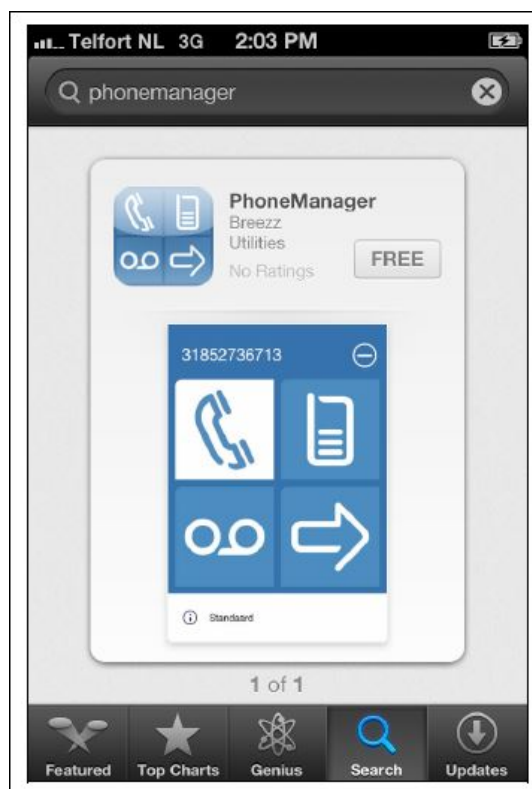 Telfort NL 3G 2:03 PM
phonemanager
PhoneManager
Breezz
Utilities
No Ratings
FREE
31852736713
Standaard
1 of 1
Featured Top Charts Genius Search Updates